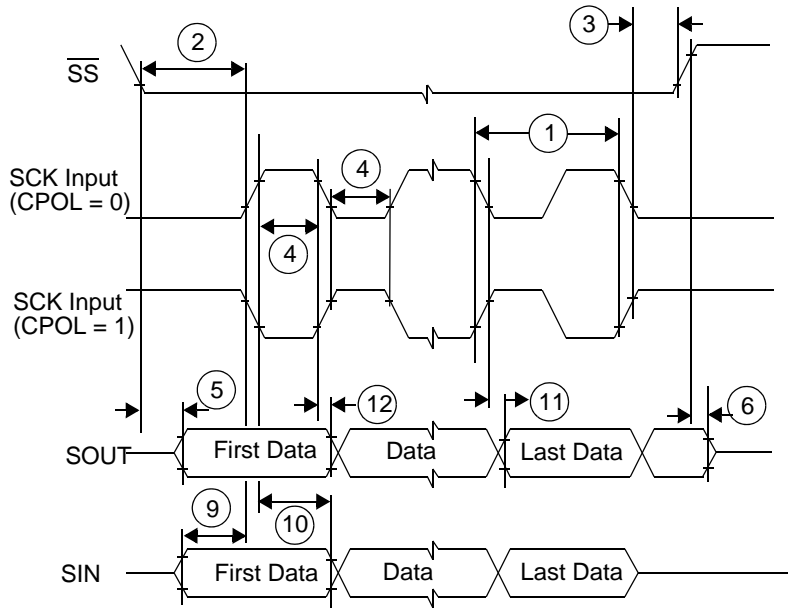 2
3
SS
1
SCK Input
(CPOL = 0)
4
4
SCK Input
(CPOL = 1)
5
12
11
6
SOUT
First Data
Data
Last Data
9
10
SIN
First Data
Data
Last Data